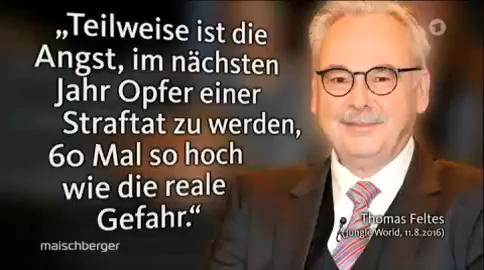 „Teilweise ist die
Angst, im nächsten
Jahr Opfer einer
Straftat zu werden,
60 Mal so hoch
wie die reale
Gefahr.“
Thomas Feltes
(Jungle World, 11.8.2016)
maischberger